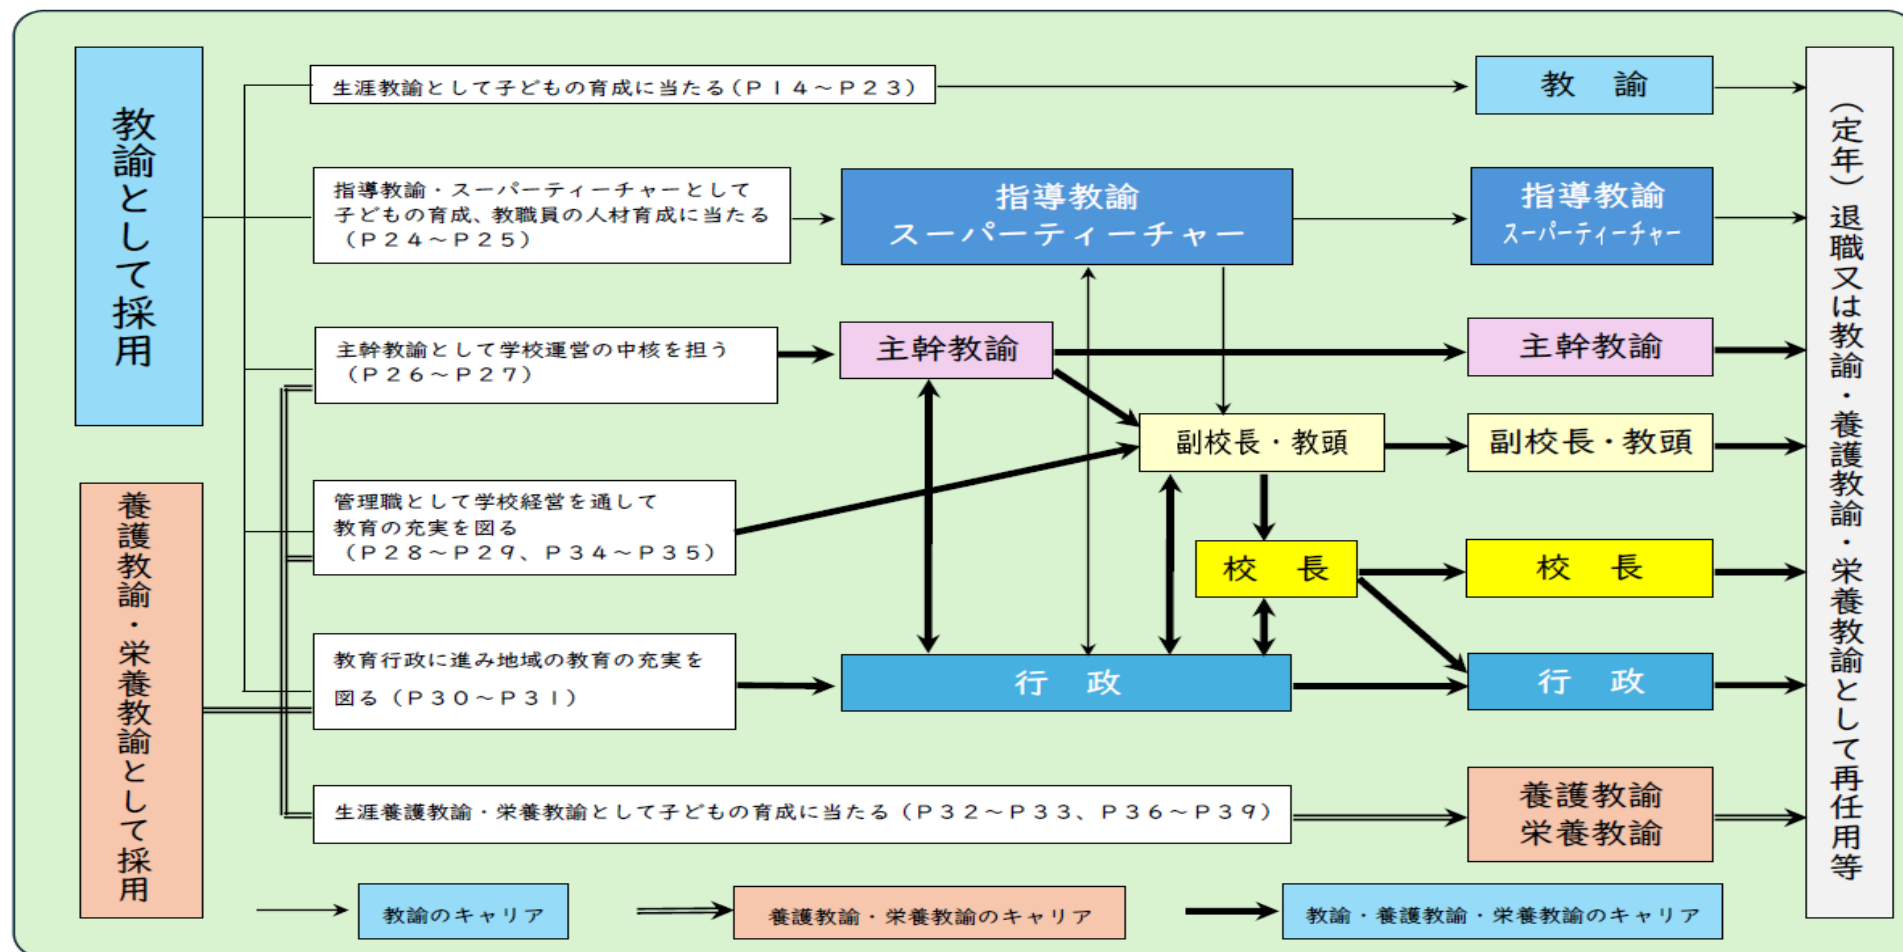 教諭として採用
養護教諭・栄養教諭として採用
生涯教諭として子どもの育成に当たる（Ｐ１４～Ｐ２３）
指導教諭・スーパーティーチャーとして
子どもの育成、教職員の人材育成に当たる
（Ｐ２４～Ｐ２５）
主幹教諭として学校運営の中核を担う
（Ｐ２６～Ｐ２７）
管理職として学校経営を通して
教育の充実を図る
（Ｐ２８～Ｐ２９、Ｐ３４～Ｐ３５）
教育行政に進み地域の教育の充実を
図る（Ｐ３０～Ｐ３１）
生涯養護教諭・栄養教諭として子どもの育成に当たる（Ｐ３２～Ｐ３３、Ｐ３６～Ｐ３９）
指導教諭
スーパーティーチャー
主幹教諭
副校長・教頭
校　長
行　政
教　諭
指導教諭
スーパーティーチャー
主幹教諭
副校長・教頭
校　長
行　政
養護教諭
栄養教諭
（定年）退職又は教諭・養護教諭・栄養教諭として再任用等
教諭のキャリア
養護教諭・栄養教諭のキャリア
教諭・養護教諭・栄養教諭のキャリア